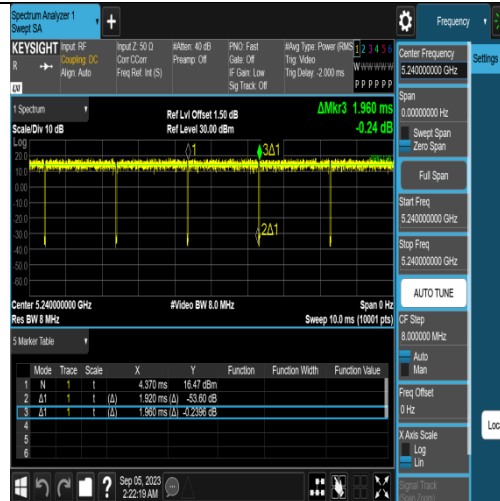 Spectrum Analyzer 1
Swept SA
+
Frequency
KEYSIGHT Input: RF Input Z: 50 Ω #Atten: 40 dB PNO: Fast #Avg Type: Power (RMS 1 2 3 4 5 6
R Coupling: DC Corr CCorr Preamp: Off Gate: Off Trig: Video W W W W W W
Align: Auto Freq Ref: Int (S) IF Gain: Low Trig Delay: -2.000 ms
Sig Track: Off P P P P P P
LXI
Center Frequency
5.240000000 GHz
Settings
Span
0.00000000 Hz
Swept Span
Zero Span
Full Span
Start Freq
5.240000000 GHz
Stop Freq
5.240000000 GHz
AUTO TUNE
CF Step
8.000000 MHz
Auto
Man
Freq Offset
0 Hz
X Axis Scale
Log
Lin
Signal Track
(Span Zoom)
Loc
1 Spectrum
Scale/Div 10 dB
Ref Lvl Offset 1.50 dB
Ref Level 30.00 dBm
ΔMkr3 1.960 ms
-0.24 dB
Log
20.0
10.0
0.00
-10.0
-20.0
-30.0
-40.0
-50.0
-60.0
1
3Δ1
2Δ1
Center 5.240000000 GHz #Video BW 8.0 MHz Span 0 Hz
Res BW 8 MHz Sweep 10.0 ms (10001 pts)
5 Marker Table
Mode Trace Scale X Y Function Function Width Function Value
1 N 1 t 4.370 ms 16.47 dBm
2 Δ1 1 t (Δ) 1.920 ms (Δ) -53.60 dB
3 Δ1 1 t (Δ) 1.960 ms (Δ) -0.2396 dB
4
5
6
?
Sep 05, 2023
2:22:19 AM